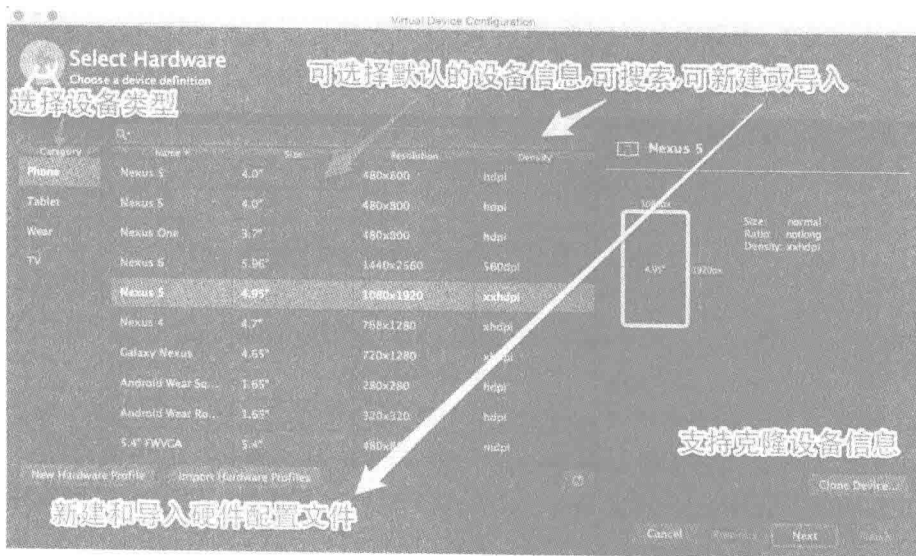 Virtual Device Configuration
Select Hardware
Choose a device definition
可选择默认的设备信息,可搜索,可新建或导入
选择设备类型
Category
Name
Size
Resolution
Density
Nexus 5
Phone
Nexus S 4.0" 480x800 hdpi
Tablet
Nexus S 4.0" 480x800 hdpi
Wear
Nexus One 3.7" 480x800 hdpi
TV
Nexus 6 5.96" 1440x2560 560dpi
Nexus 5 4.95" 1080x1920 xxhdpi
Nexus 4 4.7" 768x1280 xhdpi
Galaxy Nexus 4.65" 720x1280 xhdpi
Android Wear Sq... 1.65" 280x280 hdpi
Android Wear Ro... 1.65" 320x320 hdpi
5.4" FWVGA 5.4" mdpi
1080px
4.95"
1920px
Size: normal
Ratio: notlong
Density: xxhdpi
支持克隆设备信息
New Hardware Profile
Import Hardware Profiles
Clone Device...
新建和导入硬件配置文件
Cancel
Previous
Next
Finish